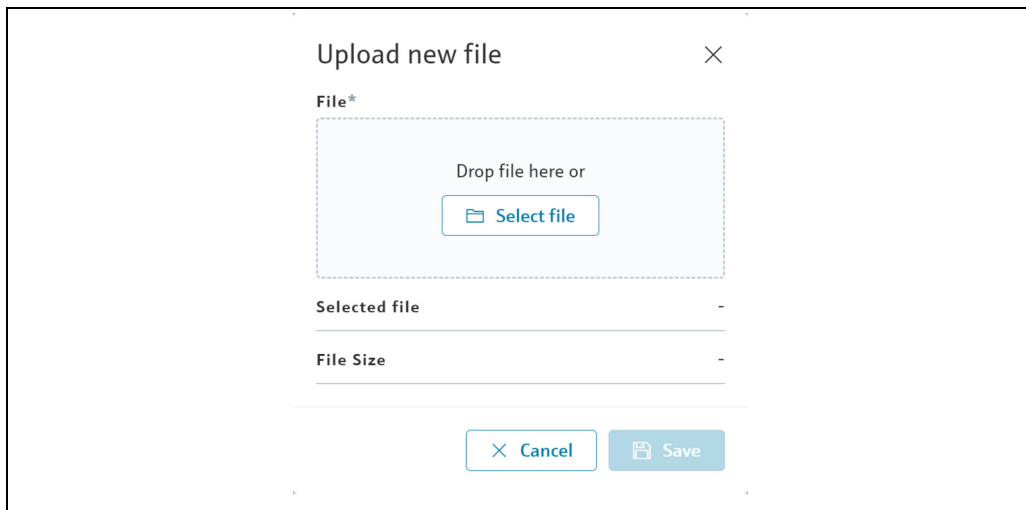 Upload new file
File*
Drop file here or
Select file
Selected file -
File Size -
Cancel Save